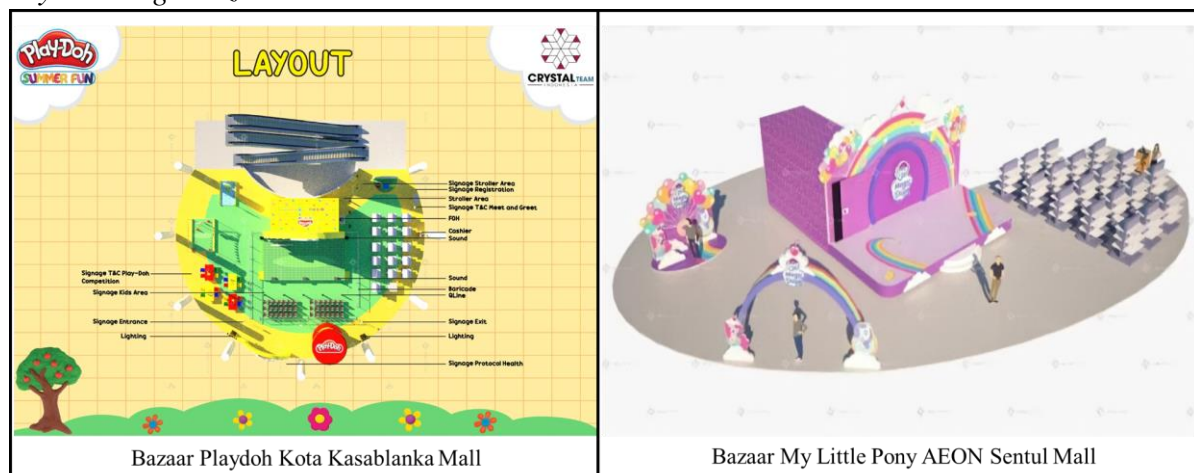 Play-Doh
SUMMER FUN
LAYOUT
CRYSTAL TEAM
INDONESIA
Signage Stroller Area
Signage Registration
Stroller Area
Signage T&C Meet and Greet
FOH
Cashier
Sound
Signage T&C Play-Doh
Competition
Signage Kids Area
Signage Entrance
Lighting
Sound
Baricade
QLine
Signage Exit
Lighting
Signage Protocal Health
Play-Doh
Bazaar Playdoh Kota Kasablanka Mall
Bazaar My Little Pony AEON Sentul Mall